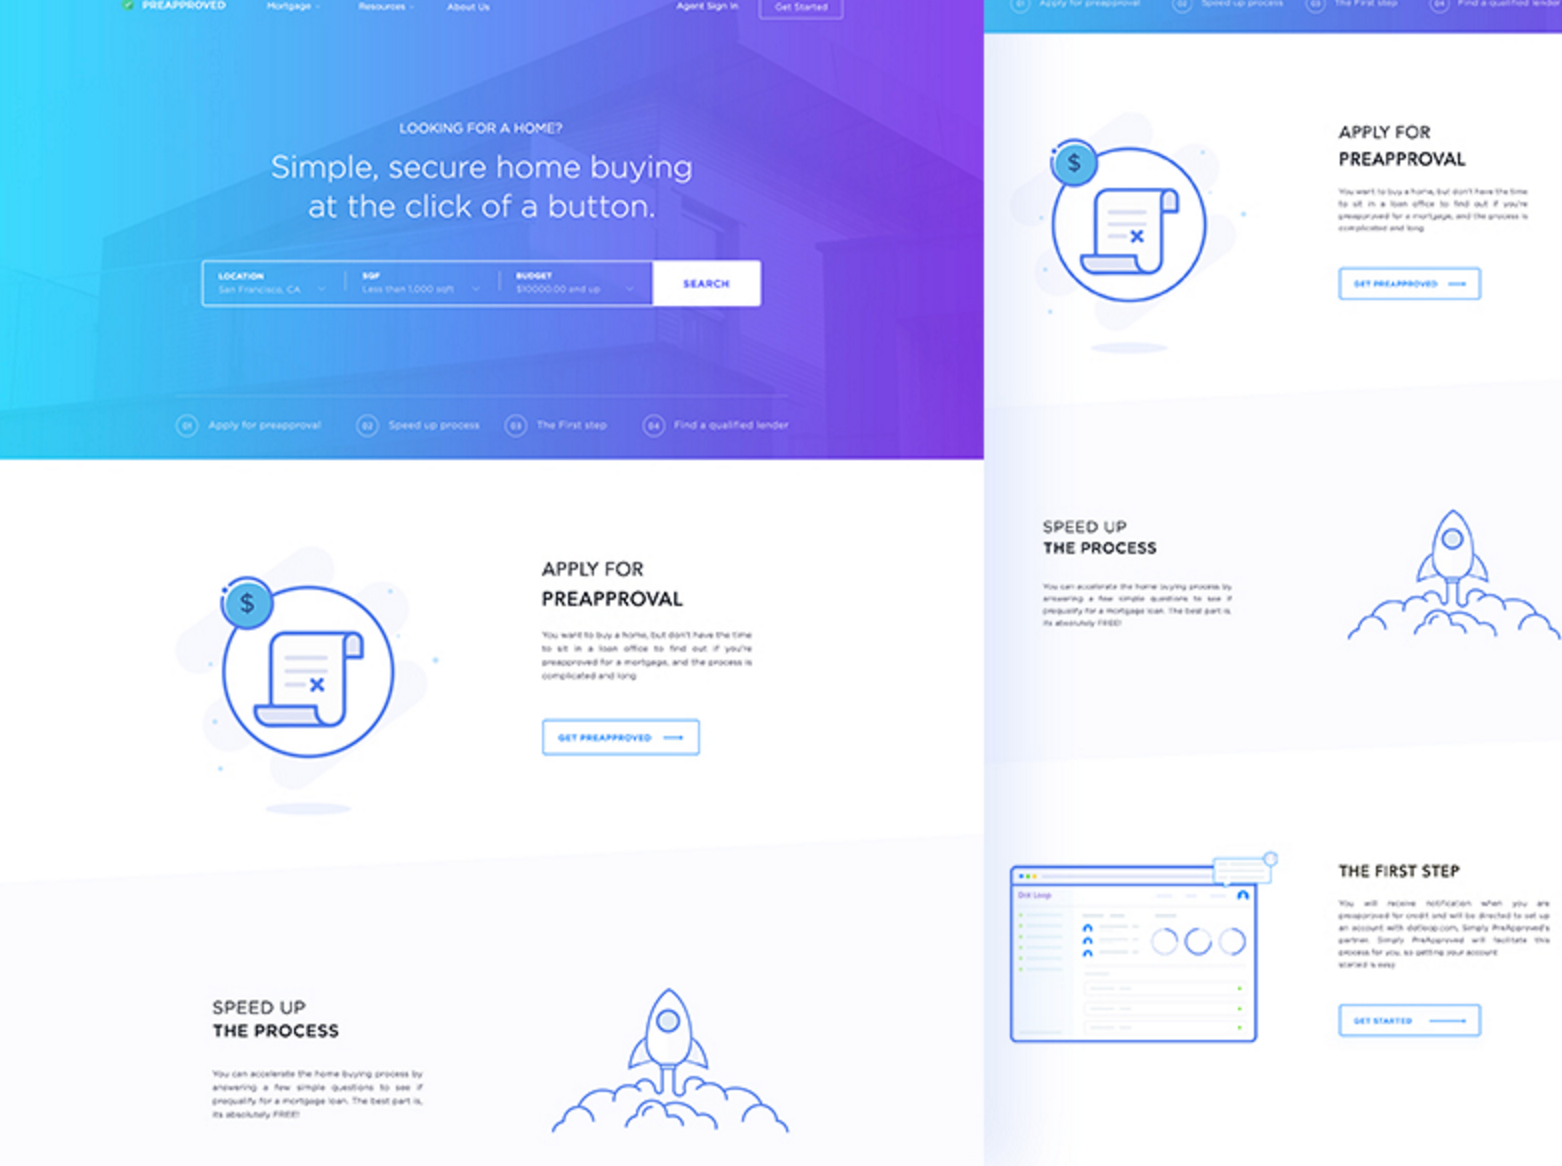 PREAPPROVED
Mortgage
Resources
About Us
Agent Sign In
Get Started
LOOKING FOR A HOME?
Simple, secure home buying
at the click of a button.
LOCATION
San Francisco, CA
SQF
Less than 1,000 sqft
BUDGET
$10000.00 and up
SEARCH
01 Apply for preapproval
02 Speed up process
03 The First step
04 Find a qualified lender
$
APPLY FOR
PREAPPROVAL
You want to buy a home, but don't have the time
to sit in a loan office to find out if you're
preapproved for a mortgage, and the process is
complicated and long
GET PREAPPROVED
SPEED UP
THE PROCESS
You can accelerate the home buying process by
answering a few simple questions to see if
prequalify for a mortgage loan. The best part is,
its absolutely FREE!
01 Apply for preapproval
02 Speed up process
03 The First step
04 Find a qualified lender
$
APPLY FOR
PREAPPROVAL
You want to buy a home, but don't have the time
to sit in a loan office to find out if you're
preapproved for a mortgage, and the process is
complicated and long
GET PREAPPROVED
SPEED UP
THE PROCESS
You can accelerate the home buying process by
answering a few simple questions to see if
prequalify for a mortgage loan. The best part is,
its absolutely FREE!
Dot Loop
THE FIRST STEP
You will receive notification when you are
preapproved for credit and will be directed to set up
an account with dotloop.com, Simply PreApproved's
partner. Simply PreApproved will facilitate this
process for you, so getting your account
started is easy
GET STARTED